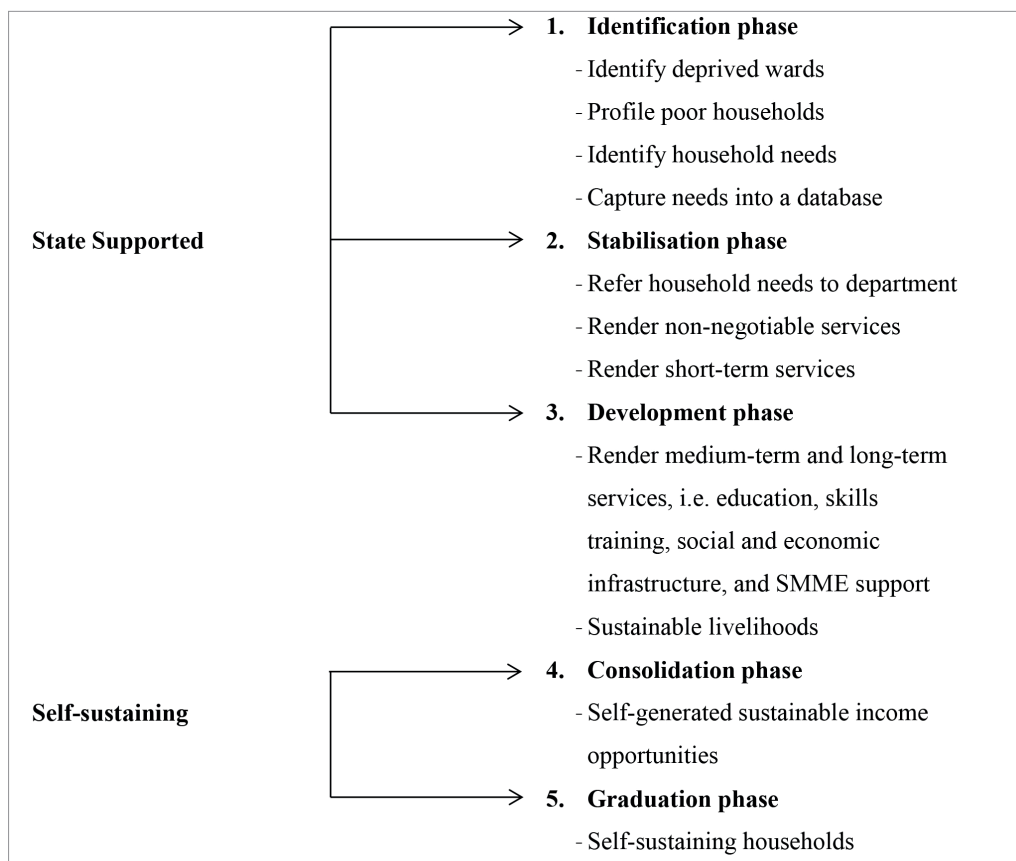 1. Identification phase
- Identify deprived wards
- Profile poor households
- Identify household needs
- Capture needs into a database
State Supported
2. Stabilisation phase
- Refer household needs to department
- Render non-negotiable services
- Render short-term services
3. Development phase
- Render medium-term and long-term
services, i.e. education, skills
training, social and economic
infrastructure, and SMME support
- Sustainable livelihoods
4. Consolidation phase
Self-sustaining
- Self-generated sustainable income
opportunities
5. Graduation phase
- Self-sustaining households